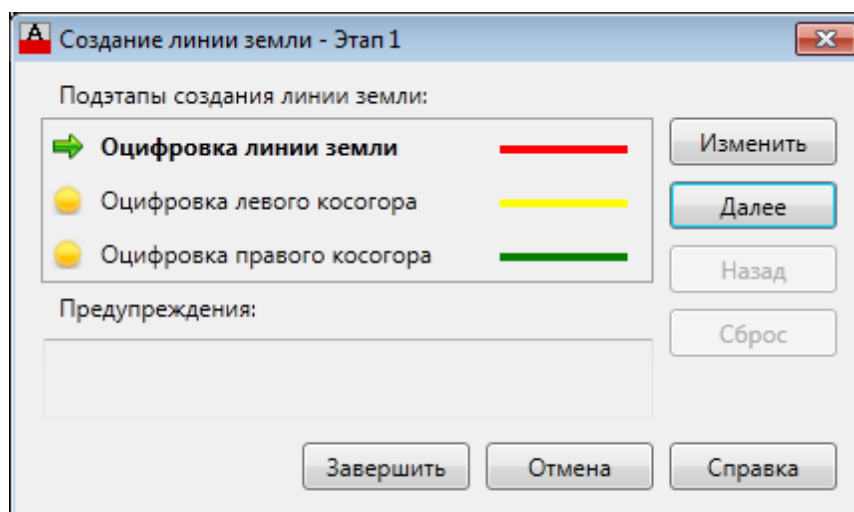 Создание линии земли - Этап 1
Подэтапы создания линии земли:
Оцифровка линии земли
Изменить
Оцифровка левого косогора
Далее
Оцифровка правого косогора
Назад
Предупреждения:
Сброс
Завершить
Отмена
Справка